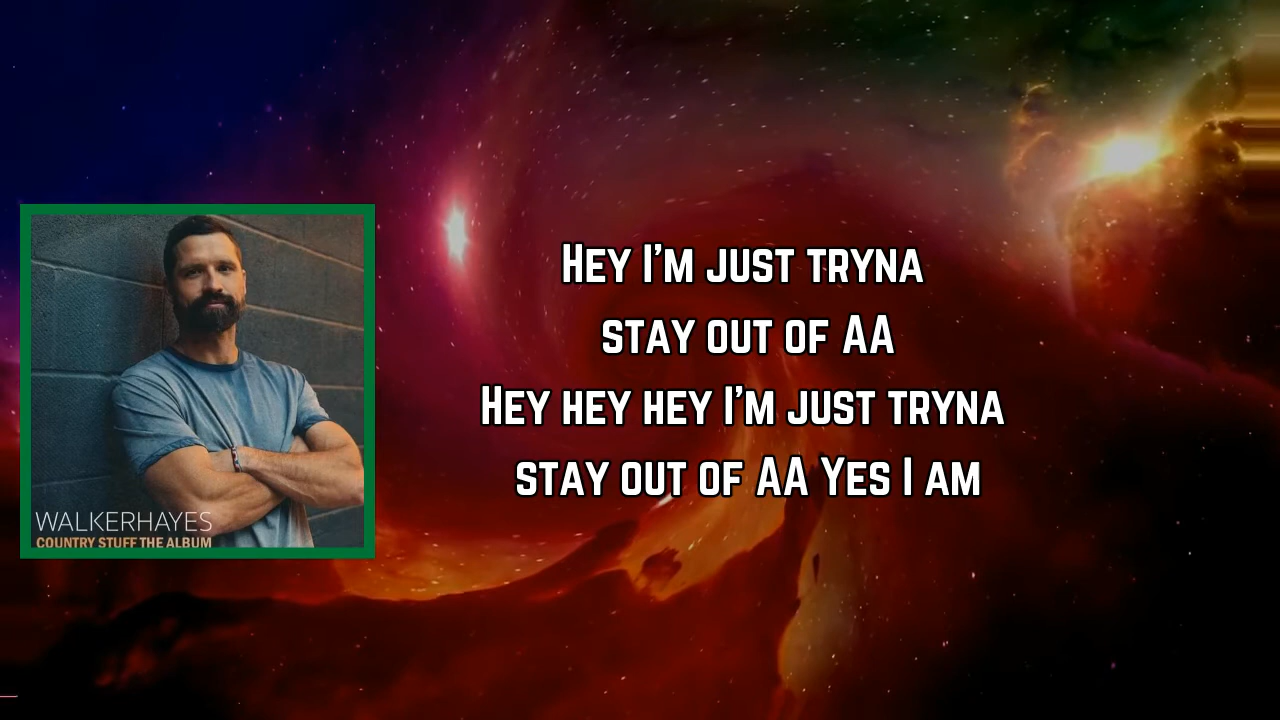 Hey I'm just tryna
stay out of AA
Hey hey hey I'm just tryna
stay out of AA Yes I am
WALKERHAYES
COUNTRY STUFF THE ALBUM